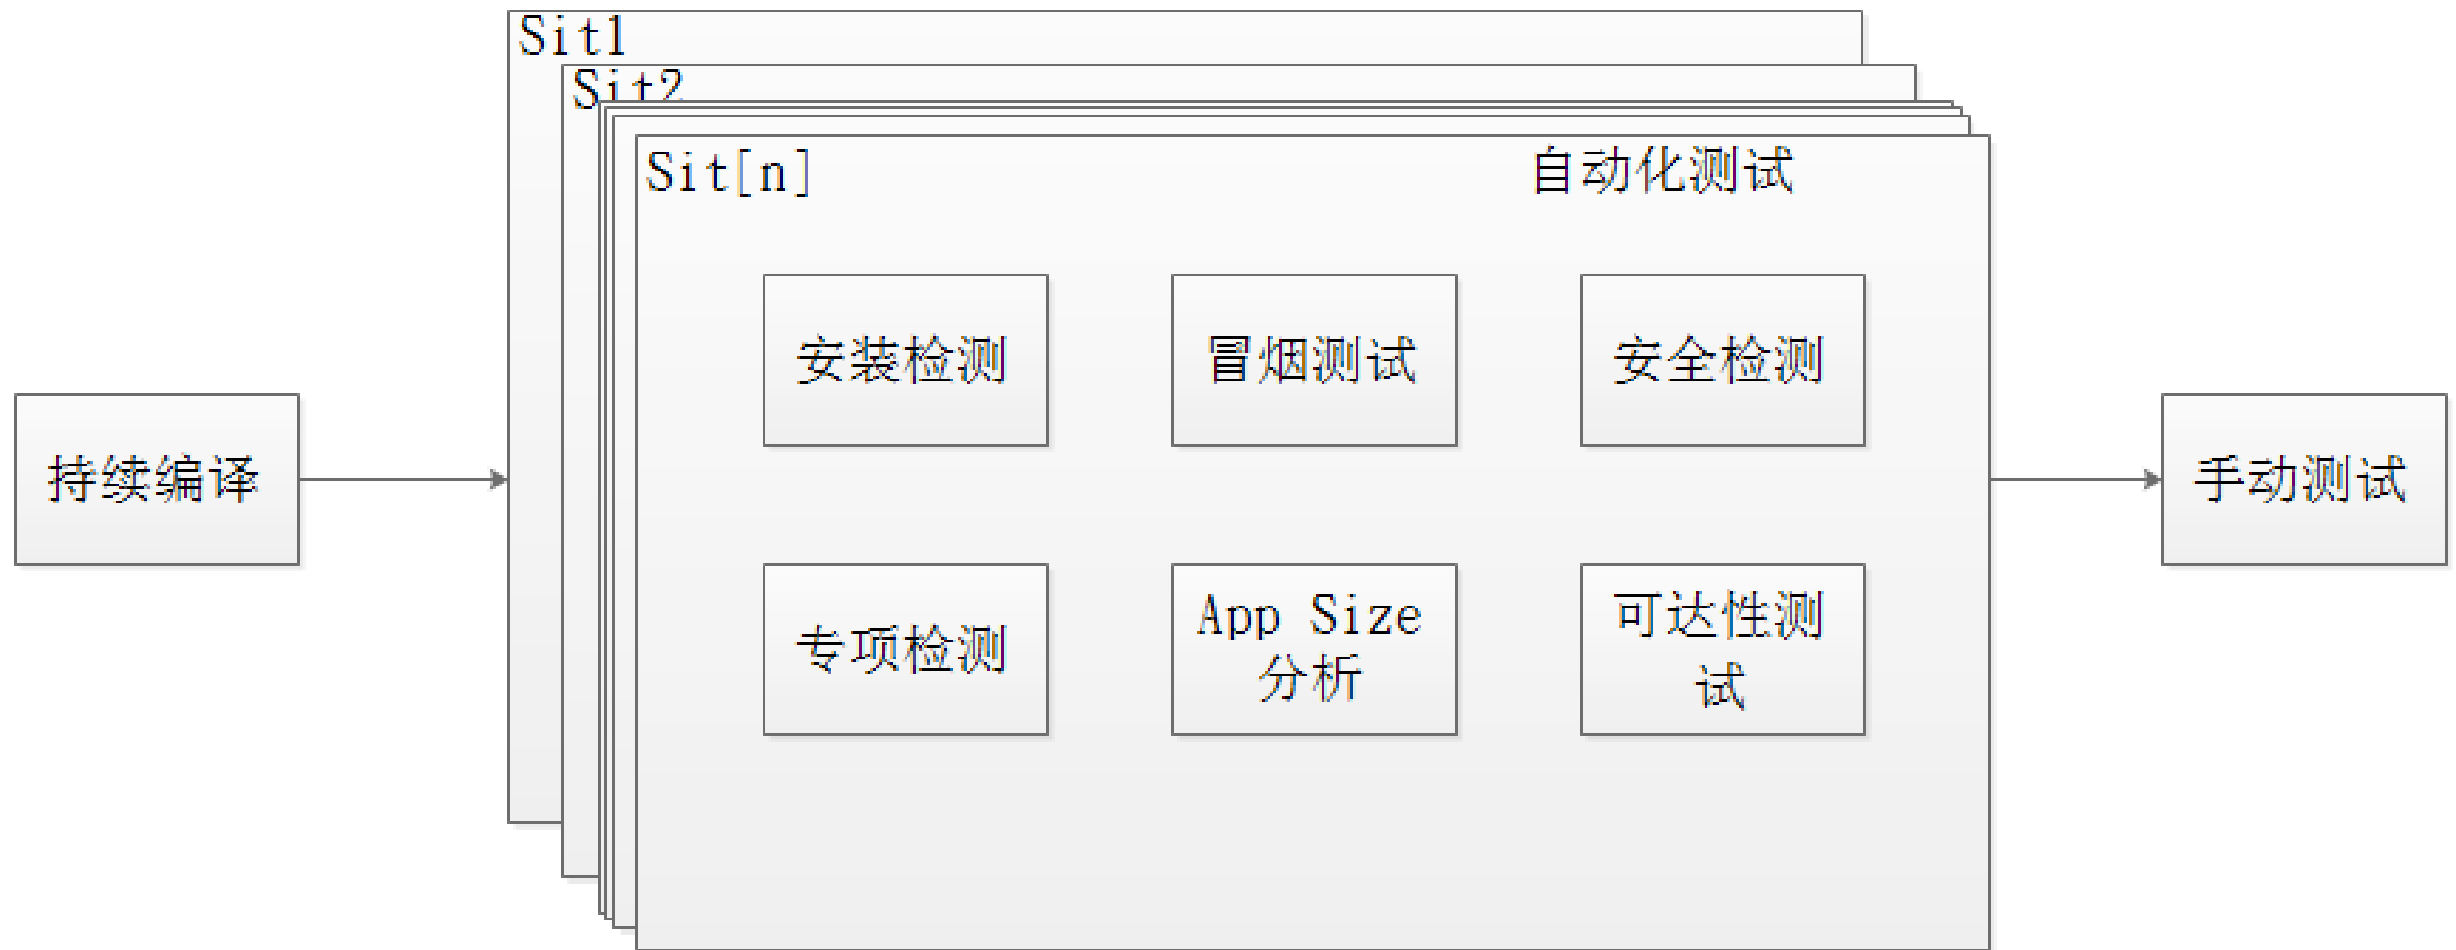 Sit1
Sit2
Sit[n]
自动化测试
安装检测
冒烟测试
安全检测
持续编译
手动测试
专项检测
App Size
分析
可达性测
试